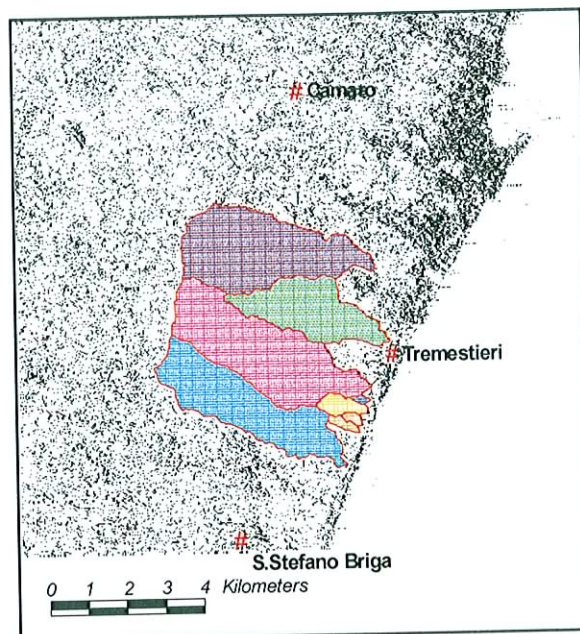 # Camaro
# Tremestieri
#
S.Stefano Briga
0 1 2 3 4 Kilometers